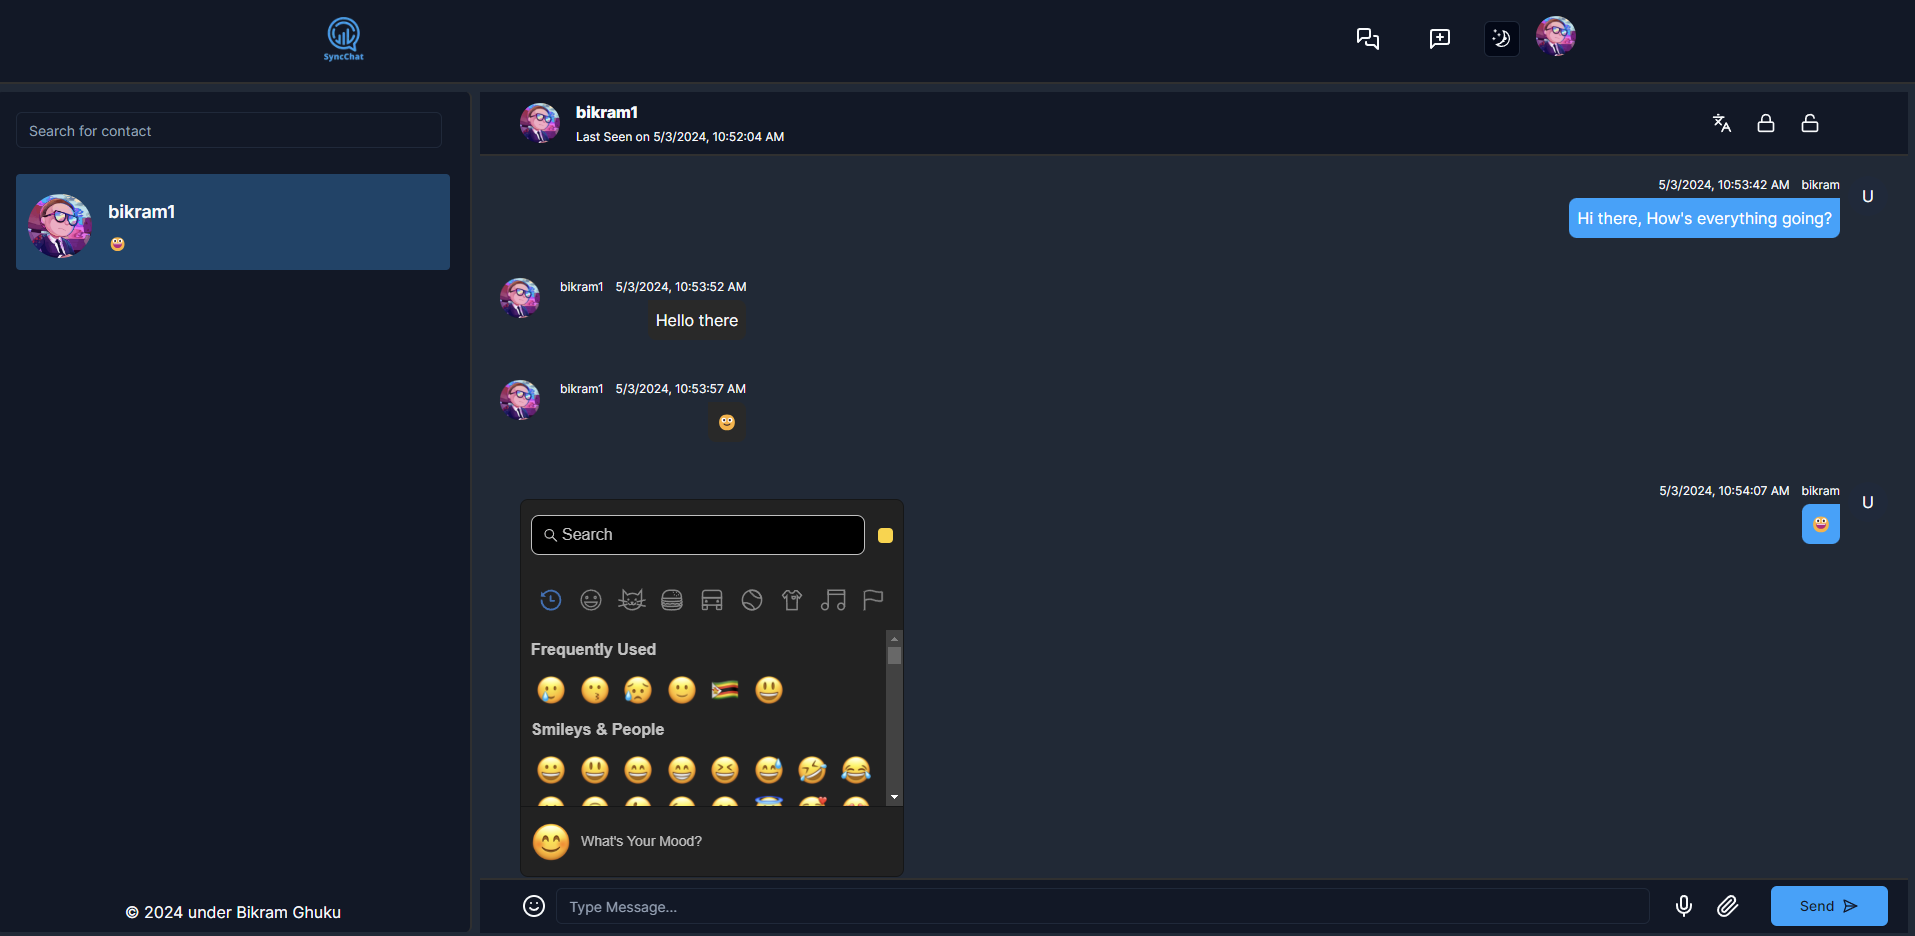 SyncChat
Search for contact
bikram1
bikram1
Last Seen on 5/3/2024, 10:52:04 AM
5/3/2024, 10:53:42 AM bikram
U
Hi there, How's everything going?
bikram1 5/3/2024, 10:53:52 AM
Hello there
bikram1 5/3/2024, 10:53:57 AM
5/3/2024, 10:54:07 AM bikram
U
Search
Frequently Used
Smileys & People
What's Your Mood?
Type Message...
Send
© 2024 under Bikram Ghuku